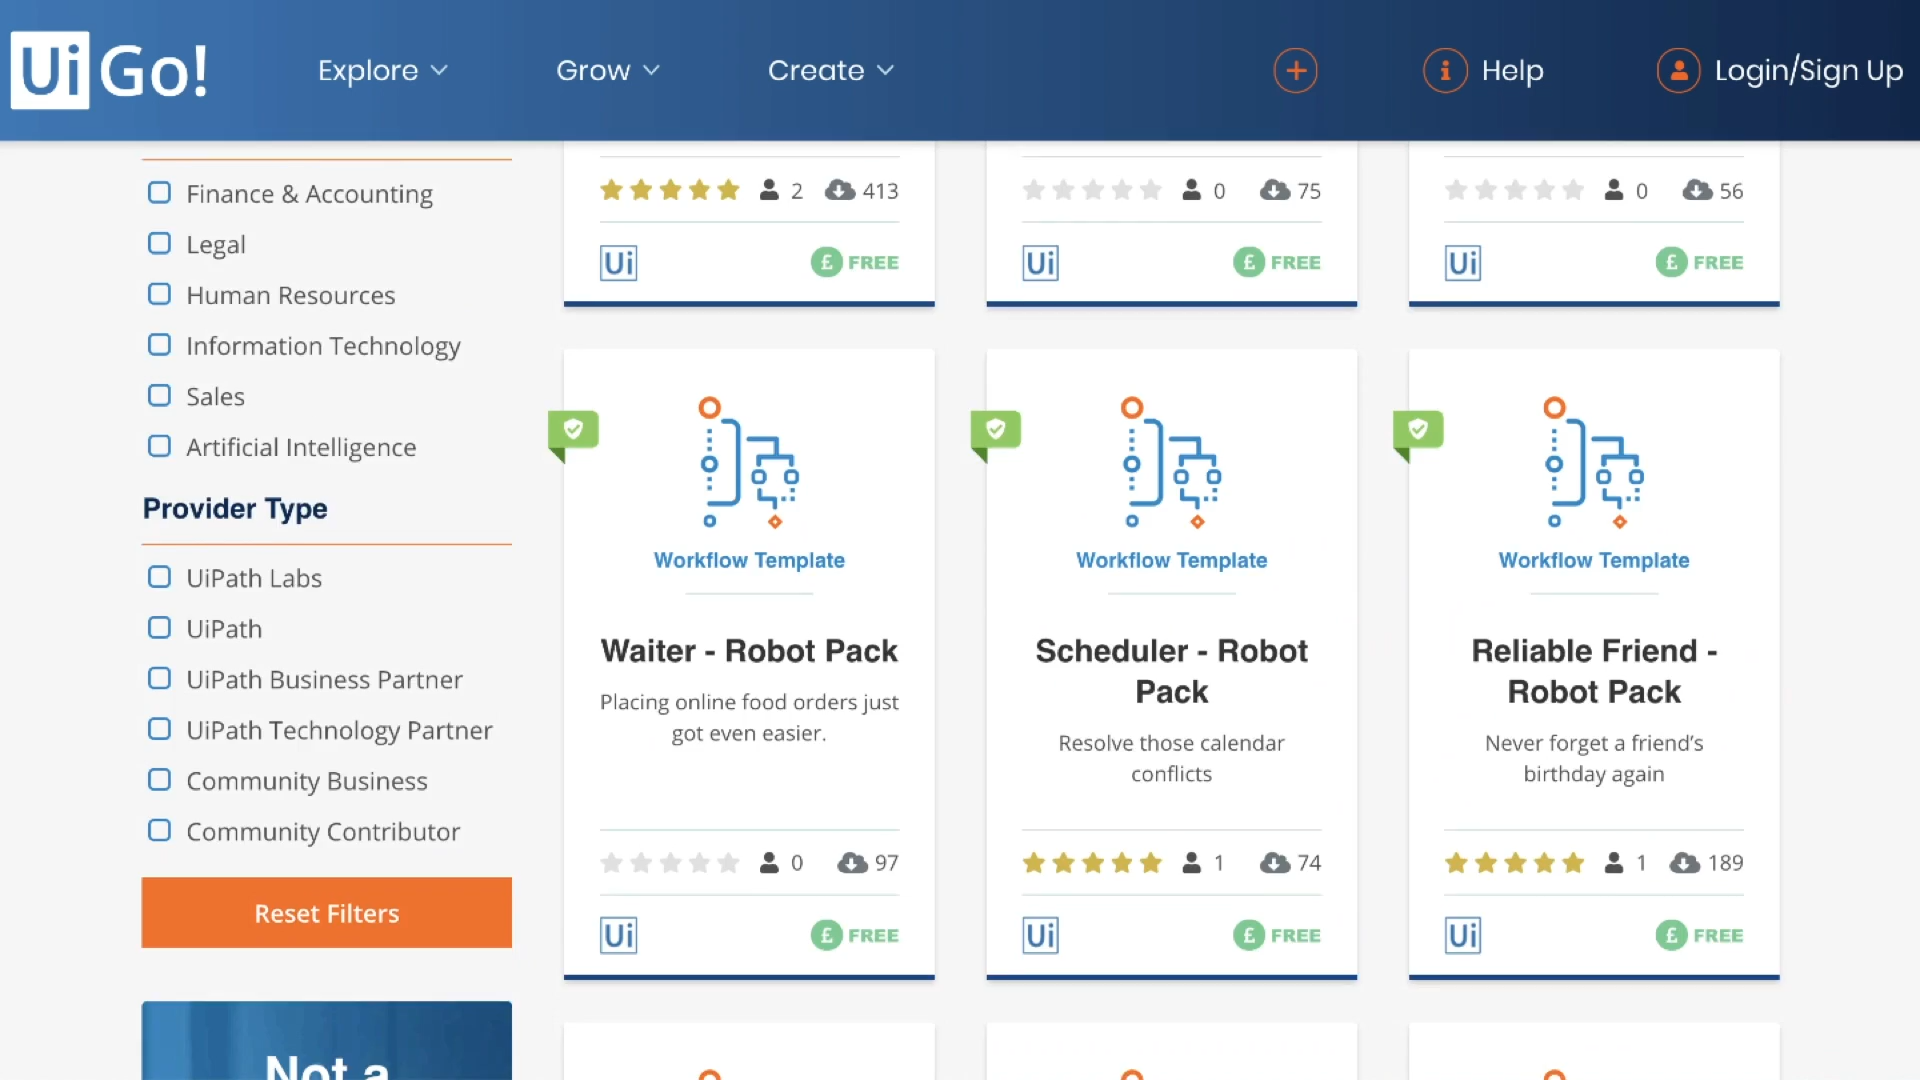 Ui Go!
Explore
Grow
Create
Help
Login/Sign Up
Finance & Accounting
Legal
Human Resources
Information Technology
Sales
Artificial Intelligence
Provider Type
UiPath Labs
UiPath
UiPath Business Partner
UiPath Technology Partner
Community Business
Community Contributor
Reset Filters
Not a
2 413
Ui £ FREE
0 75
Ui £ FREE
0 56
Ui £ FREE
Workflow Template
Waiter - Robot Pack
Placing online food orders just
got even easier.
0 97
Ui £ FREE
Workflow Template
Scheduler - Robot
Pack
Resolve those calendar
conflicts
1 74
Ui £ FREE
Workflow Template
Reliable Friend -
Robot Pack
Never forget a friend's
birthday again
1 189
Ui £ FREE